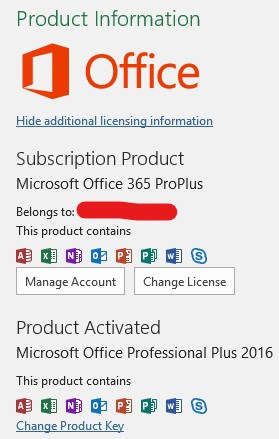 Product Information
Office
Hide additional licensing information
Subscription Product
Microsoft Office 365 ProPlus
Belongs to:
This product contains
Manage Account Change License
Product Activated
Microsoft Office Professional Plus 2016
This product contains
Change Product Key